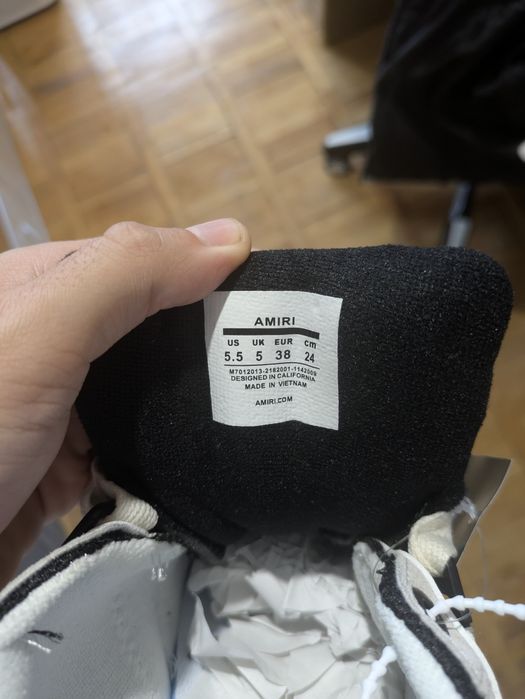 AMIRI
US UK EUR cm
5.5 5 38 24
M7012013-2182001-1142009
DESIGNED IN CALIFORNIA
MADE IN VIETNAM
AMIRI.COM